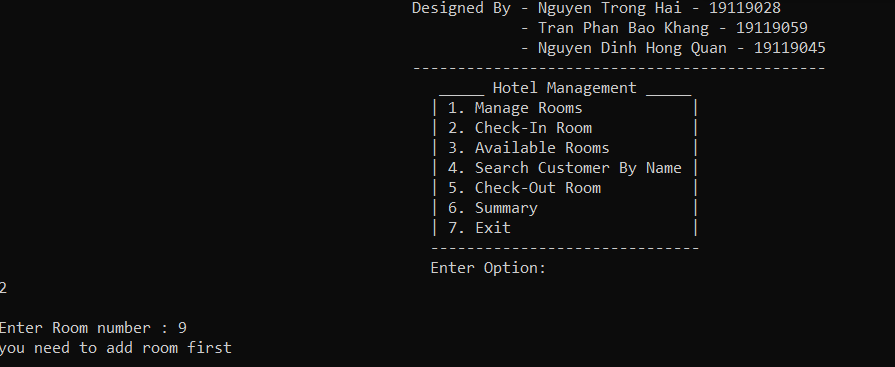 Designed By - Nguyen Trong Hai - 19119028
- Tran Phan Bao Khang - 19119059
- Nguyen Dinh Hong Quan - 19119045
----------------------------------------------
_____ Hotel Management _____
| 1. Manage Rooms |
| 2. Check-In Room |
| 3. Available Rooms |
| 4. Search Customer By Name |
| 5. Check-Out Room |
| 6. Summary |
| 7. Exit |
------------------------------
Enter Option:
2
Enter Room number : 9
you need to add room first